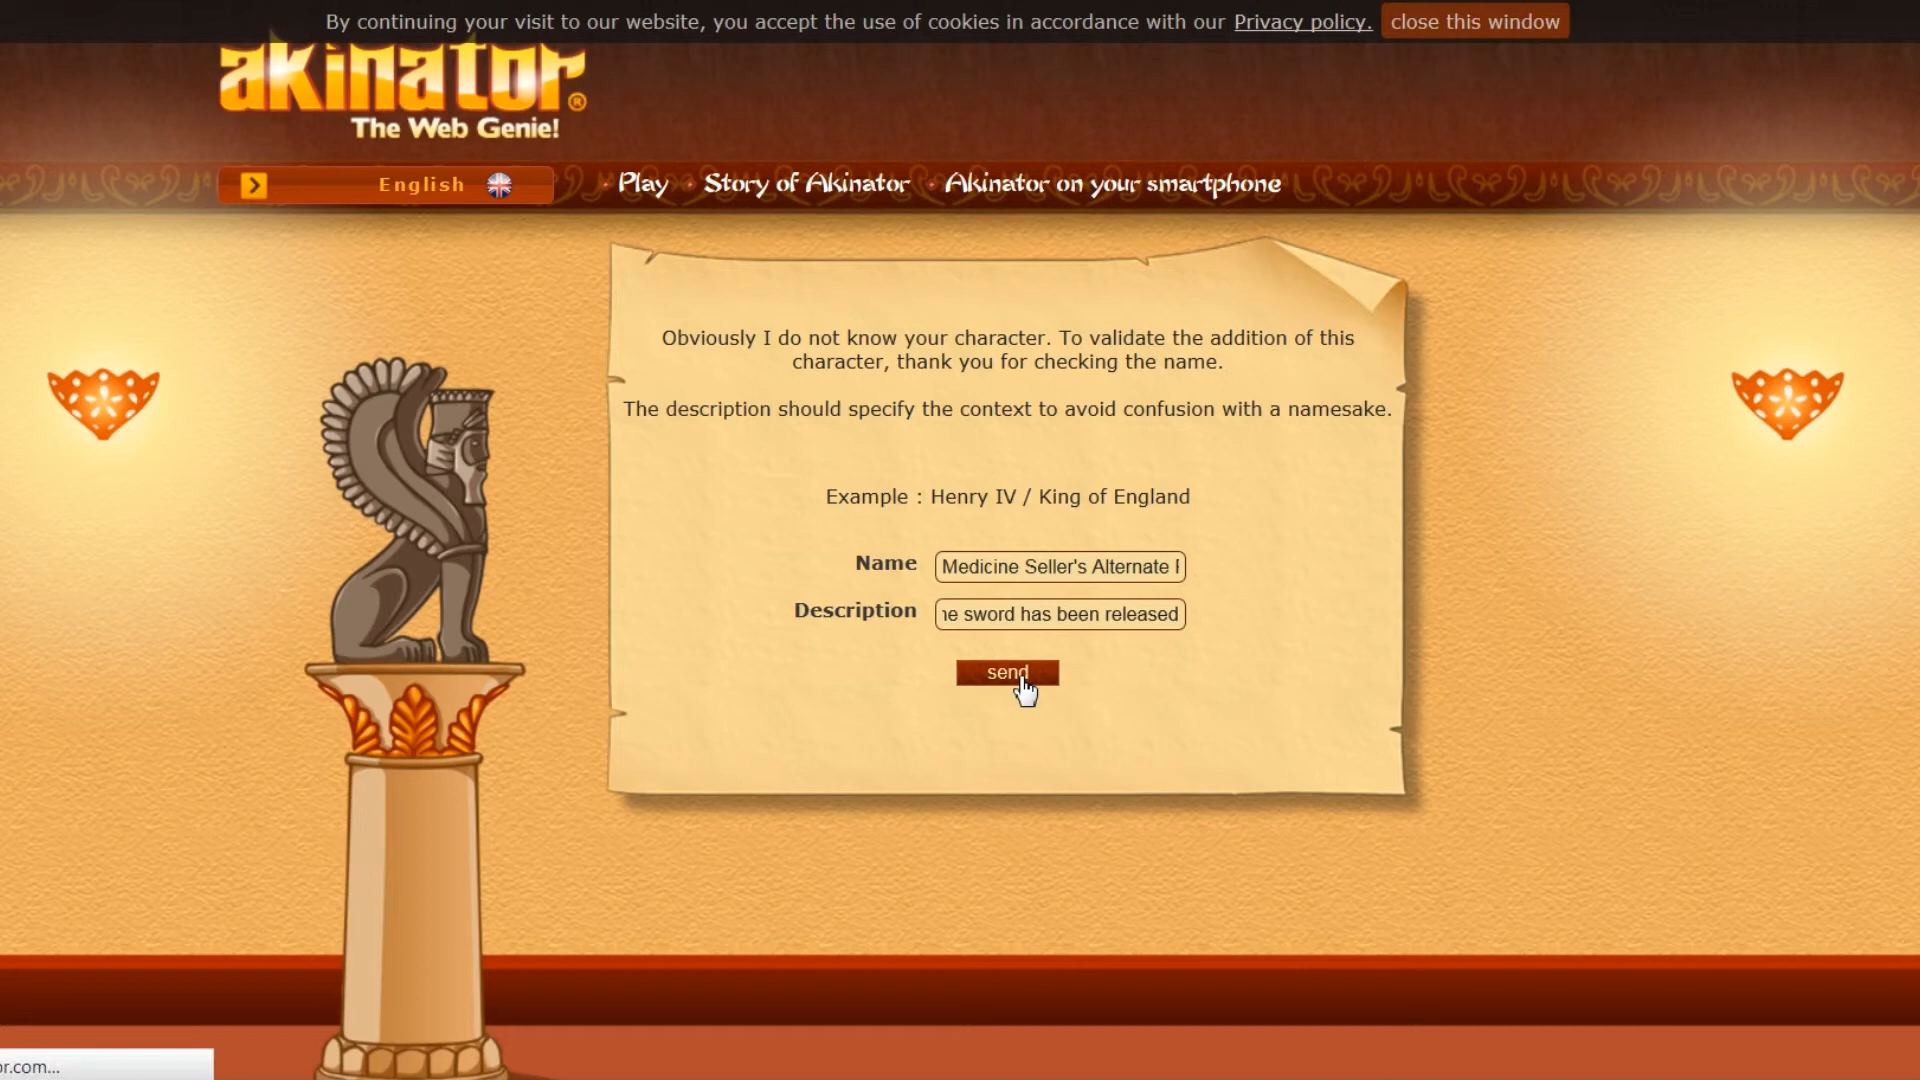 By continuing your visit to our website, you accept the use of cookies in accordance with our Privacy policy. close this window
akinator®
The Web Genie!
English
Play Story of Akinator Akinator on your smartphone
Obviously I do not know your character. To validate the addition of this
character, thank you for checking the name.
The description should specify the context to avoid confusion with a namesake.
Example : Henry IV / King of England
Name Medicine Seller's Alternate
Description sword has been released
send
or.com...